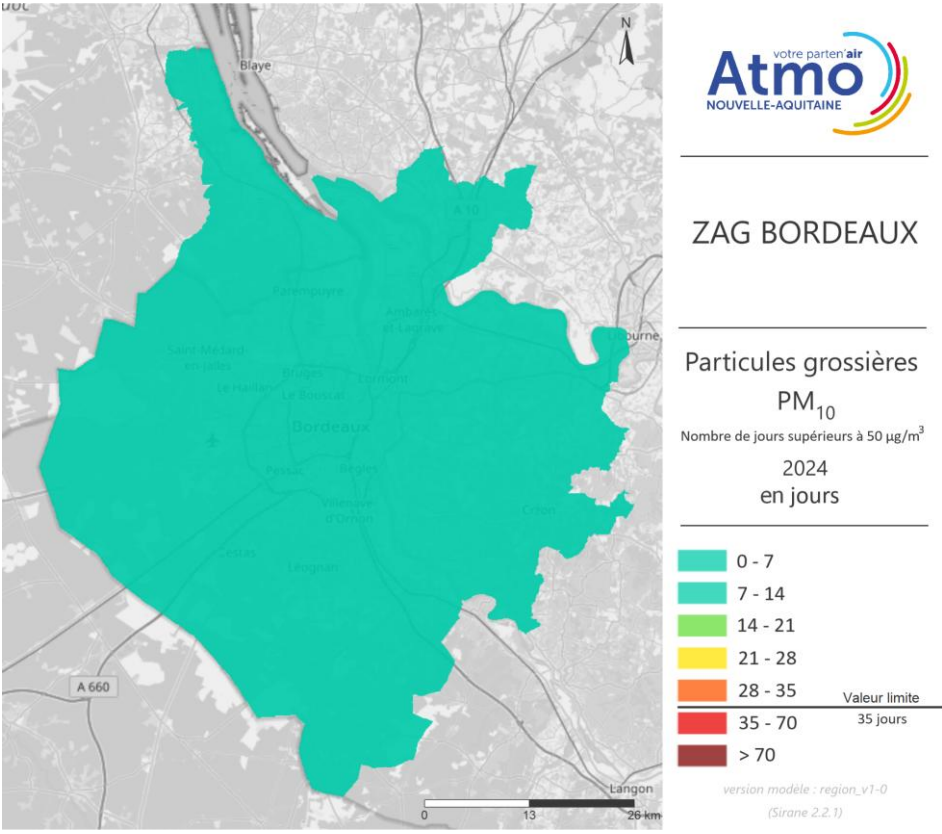 Blaye
N
A 10
Parempuyre
Ambarès
et-Lagrave
Libourne
Saint-Médard
en-Jalles
Bruges
Lormont
Le Haillan
Le Bouscat
Bordeaux
Pessac
Bègles
Villenave
d'Ornon
Créon
Cestas
Léognan
A 660
Langon
0 13 26 km
votre parten'air
Atmo
NOUVELLE-AQUITAINE
ZAG BORDEAUX
Particules grossières
PM10
Nombre de jours supérieurs à 50 µg/m³
2024
en jours
0 - 7
7 - 14
14 - 21
21 - 28
28 - 35
Valeur limite
35 jours
35 - 70
> 70
version modèle : region_v1-0
(Sirane 2.2.1)